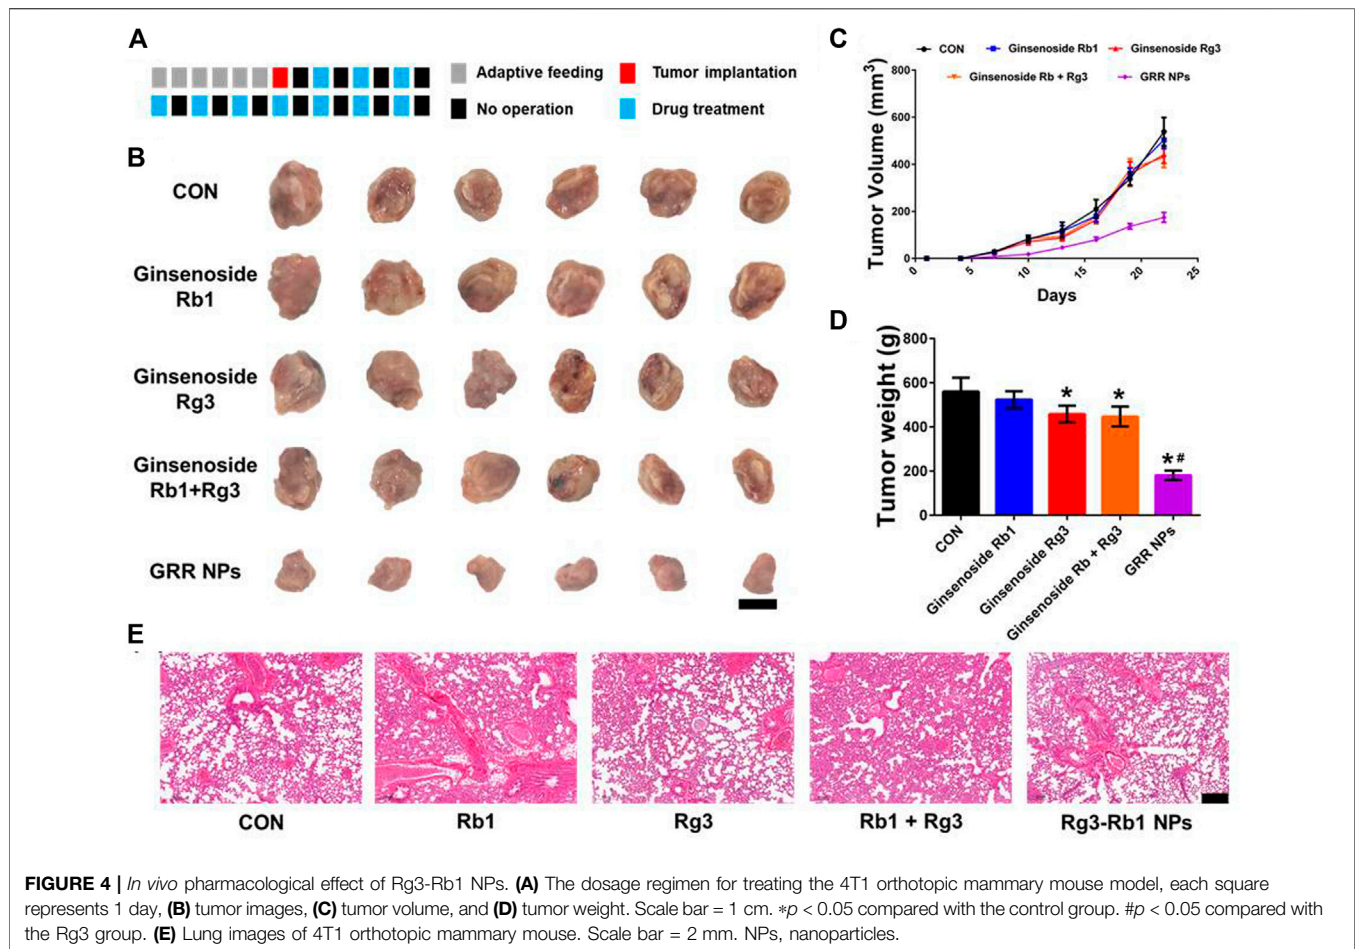 A
Adaptive feeding
Tumor implantation
No operation
Drug treatment
B
CON
Ginsenoside
Rb1
Ginsenoside
Rg3
Ginsenoside
Rb1+Rg3
GRR NPs
C
CON
Ginsenoside Rb1
Ginsenoside Rg3
Ginsenoside Rb + Rg3
GRR NPs
Tumor Volume (mm³)
800
600
400
200
0
0
5
10
15
20
25
Days
D
Tumor weight (g)
800
600
400
200
0
*
*
*#
CON
Ginsenoside Rb1
Ginsenoside Rg3
Ginsenoside Rb + Rg3
GRR NPs
E
CON
Rb1
Rg3
Rb1 + Rg3
Rg3-Rb1 NPs
FIGURE 4 | In vivo pharmacological effect of Rg3-Rb1 NPs. (A) The dosage regimen for treating the 4T1 orthotopic mammary mouse model, each square
represents 1 day, (B) tumor images, (C) tumor volume, and (D) tumor weight. Scale bar = 1 cm. *p < 0.05 compared with the control group. #p < 0.05 compared with
the Rg3 group. (E) Lung images of 4T1 orthotopic mammary mouse. Scale bar = 2 mm. NPs, nanoparticles.